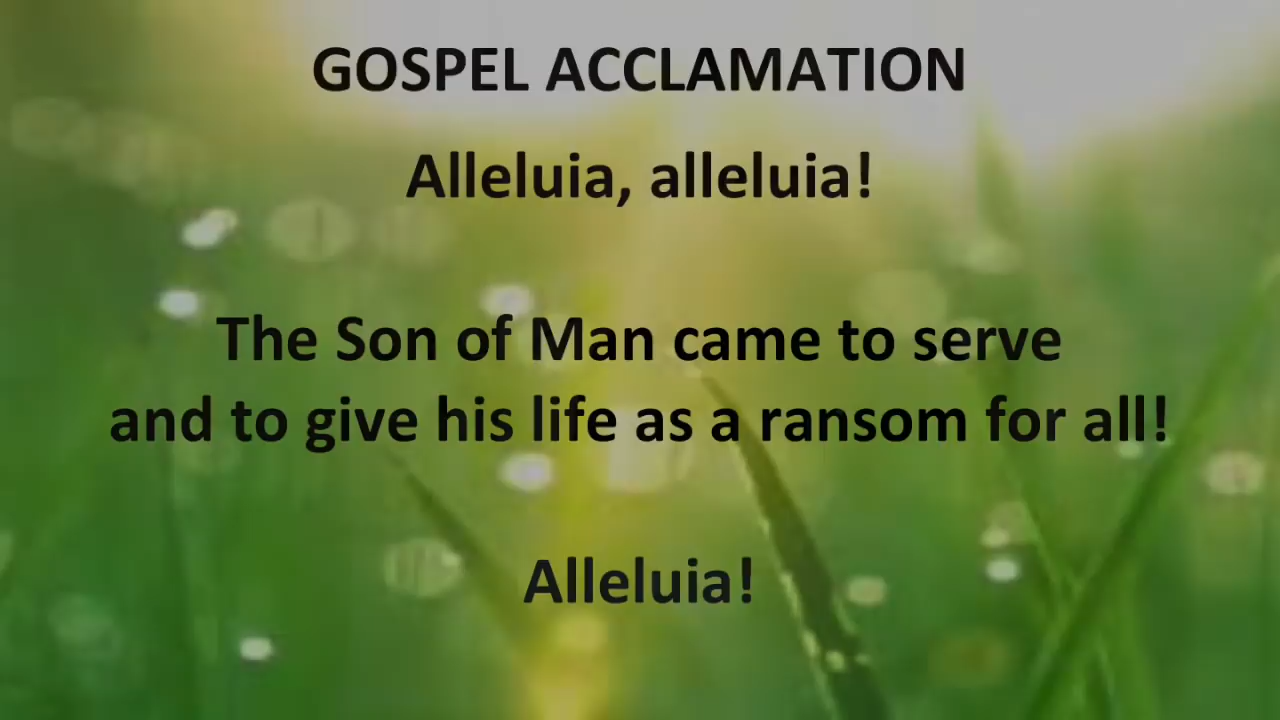 GOSPEL ACCLAMATION
Alleluia, alleluia!
The Son of Man came to serve
and to give his life as a ransom for all!
Alleluia!